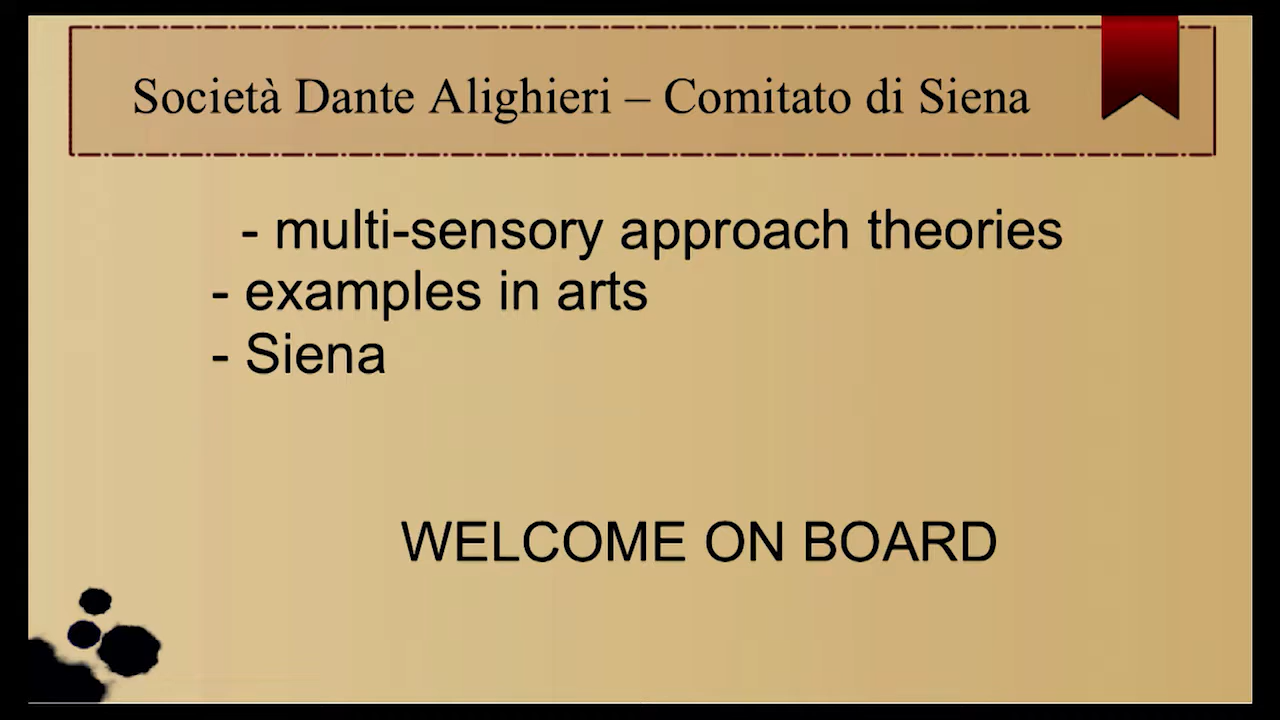 Società Dante Alighieri – Comitato di Siena
- multi-sensory approach theories
- examples in arts
- Siena
WELCOME ON BOARD